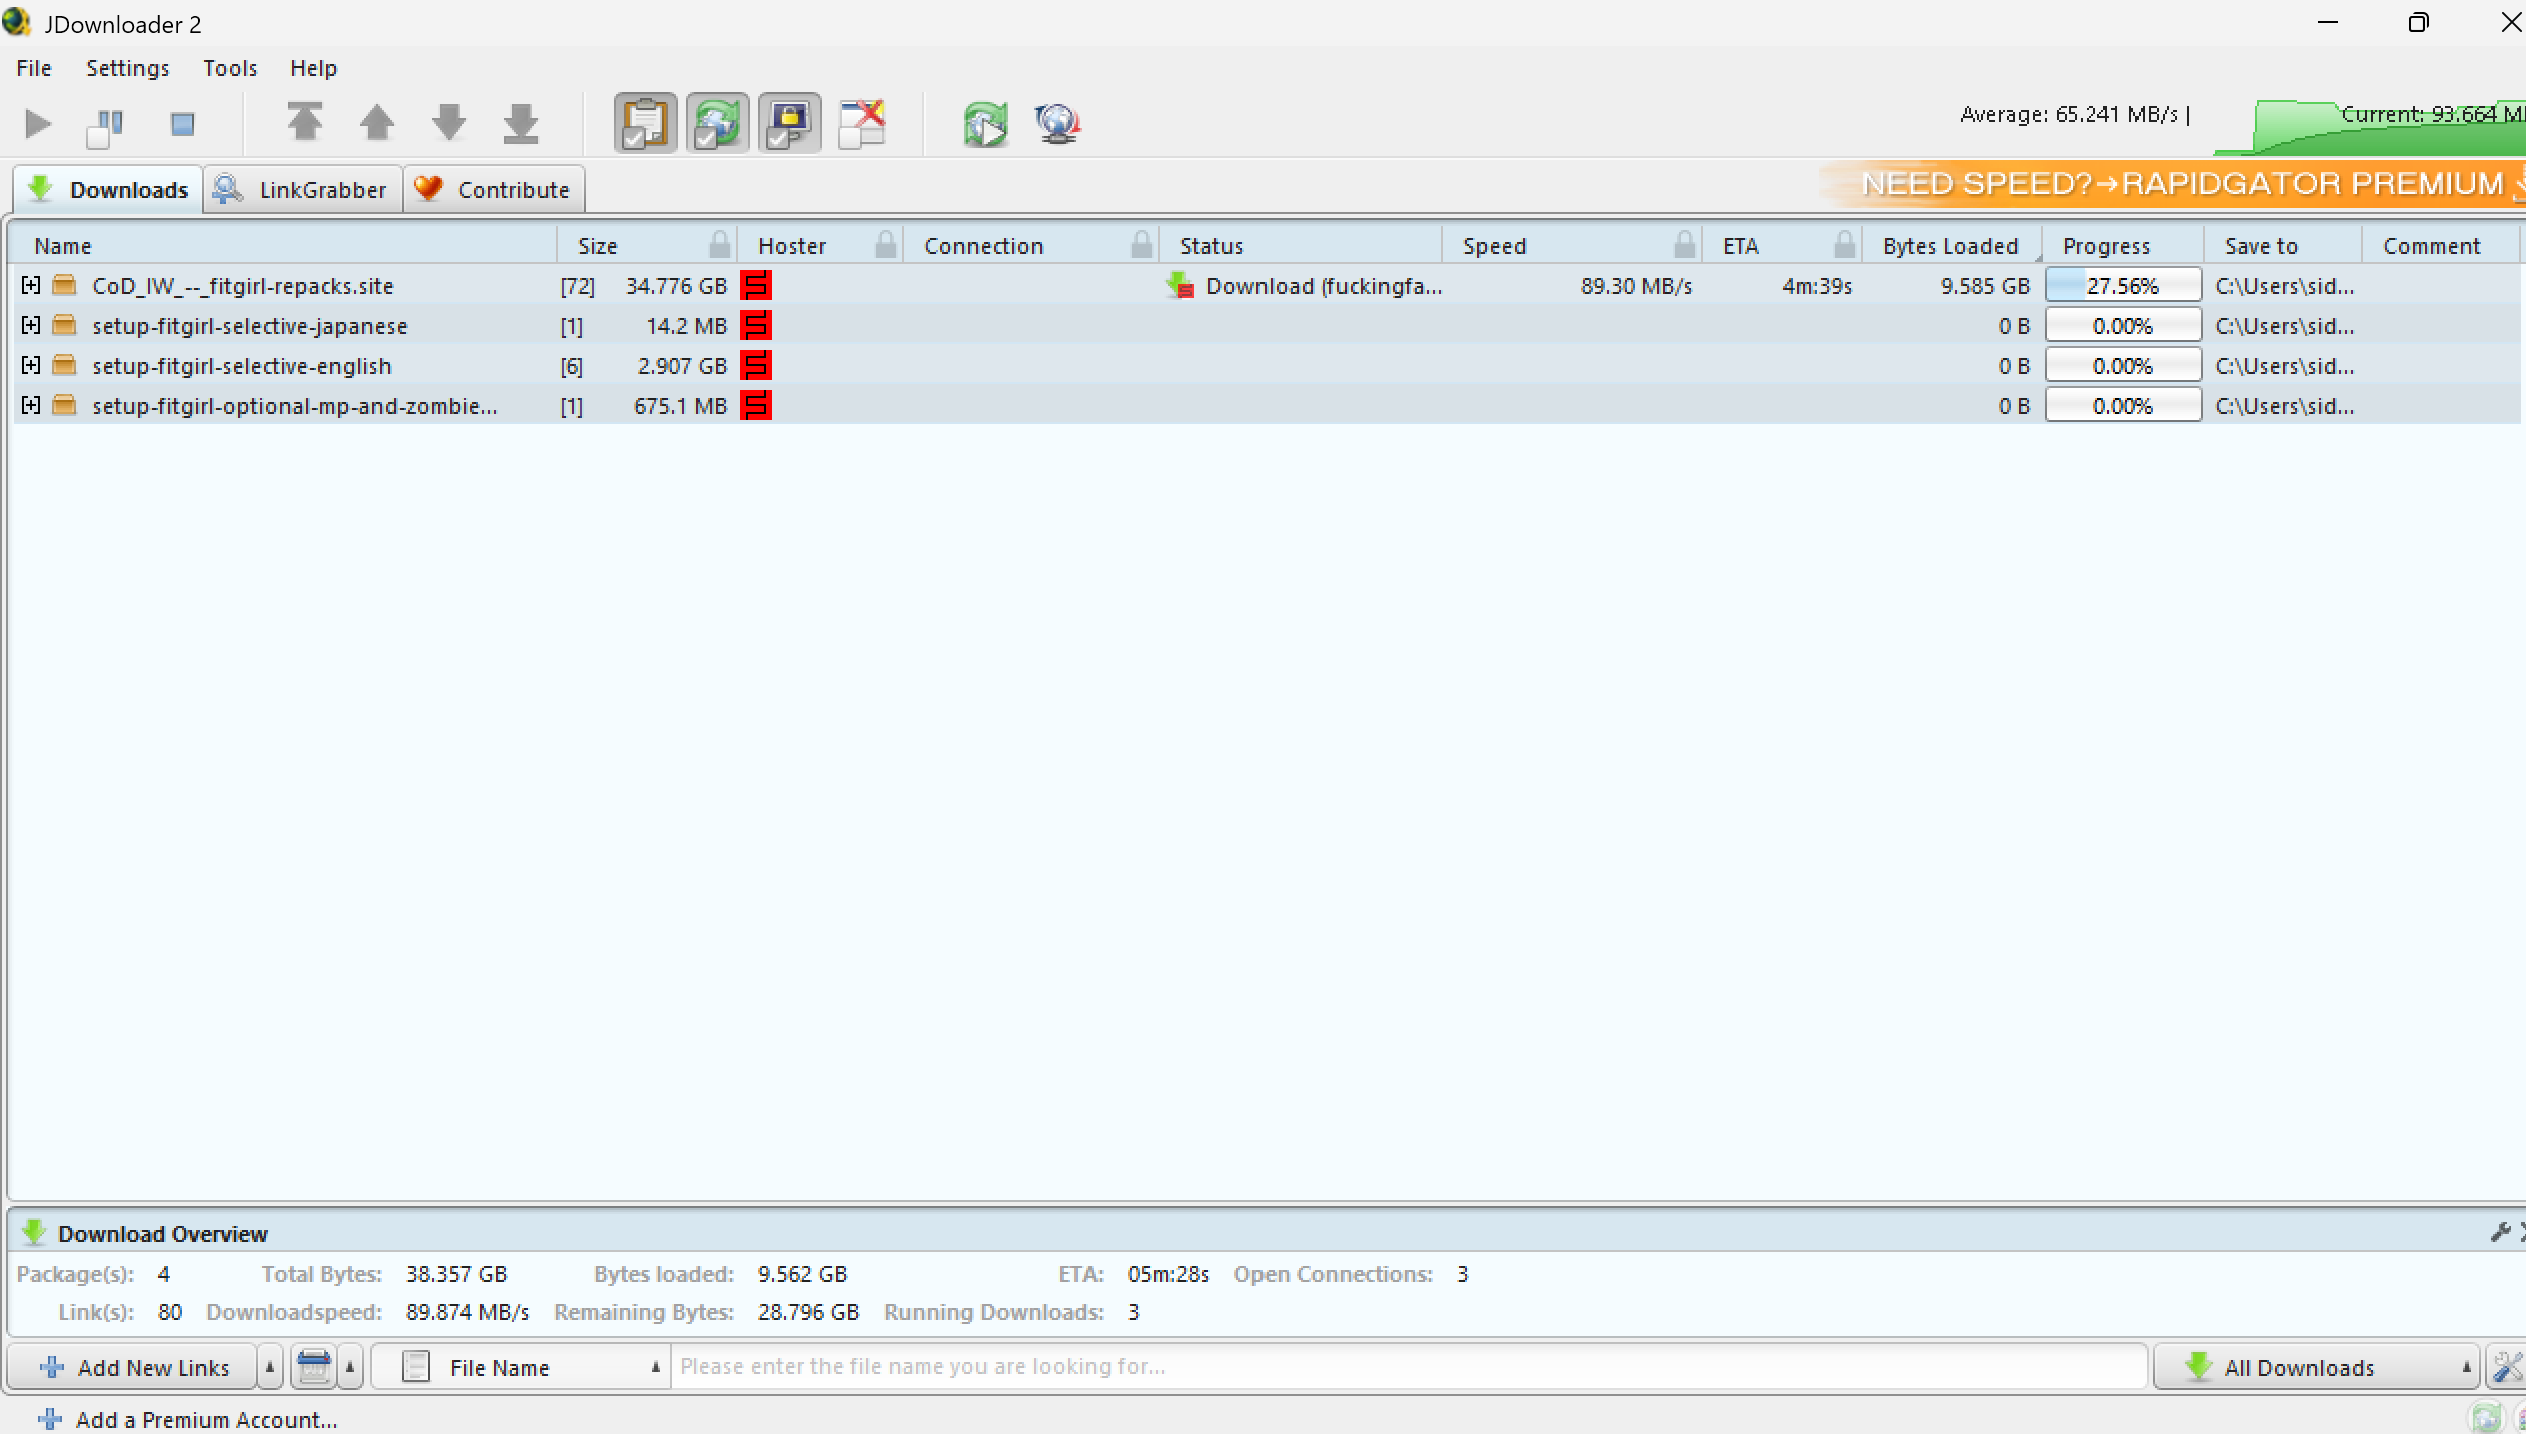 JDownloader 2
File Settings Tools Help
Average: 65.241 MB/s | Current: 93.664 M
Downloads LinkGrabber Contribute NEED SPEED?→RAPIDGATOR PREMIUM
Name Size Hoster Connection Status Speed ETA Bytes Loaded Progress Save to Comment
CoD_IW_--_fitgirl-repacks.site [72] 34.776 GB Download (fuckingfa... 89.30 MB/s 4m:39s 9.585 GB 27.56% C:\Users\sid...
setup-fitgirl-selective-japanese [1] 14.2 MB 0 B 0.00% C:\Users\sid...
setup-fitgirl-selective-english [6] 2.907 GB 0 B 0.00% C:\Users\sid...
setup-fitgirl-optional-mp-and-zombie... [1] 675.1 MB 0 B 0.00% C:\Users\sid...
Download Overview
Package(s): 4 Total Bytes: 38.357 GB Bytes loaded: 9.562 GB ETA: 05m:28s Open Connections: 3
Link(s): 80 Downloadspeed: 89.874 MB/s Remaining Bytes: 28.796 GB Running Downloads: 3
Add New Links File Name Please enter the file name you are looking for... All Downloads
Add a Premium Account...